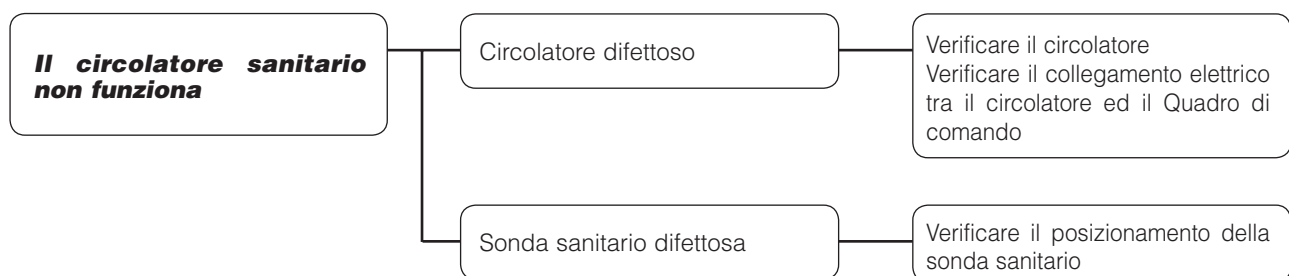 Il circolatore sanitario
non funziona
Circolatore difettoso
Verificare il circolatore
Verificare il collegamento elettrico
tra il circolatore ed il Quadro di
comando
Sonda sanitario difettosa
Verificare il posizionamento della
sonda sanitario